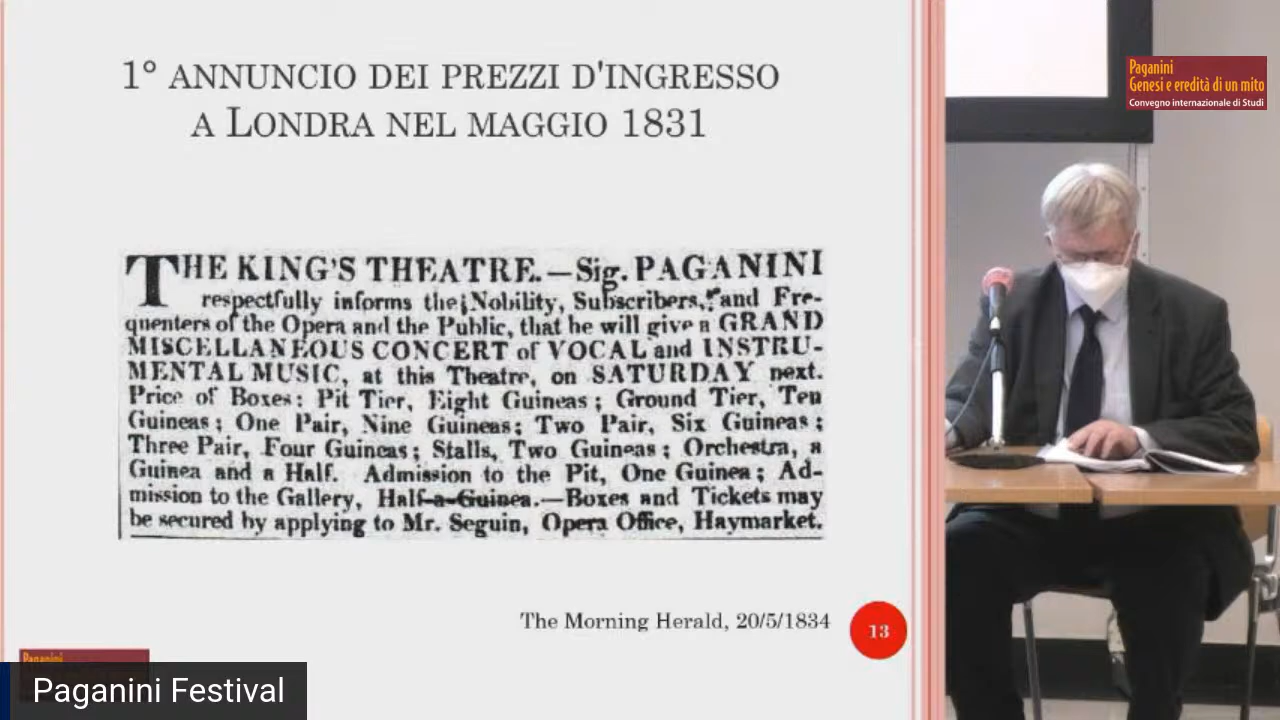 1° ANNUNCIO DEI PREZZI D'INGRESSO
A LONDRA NEL MAGGIO 1831
THE KING'S THEATRE.—Sig. PAGANINI
respectfully informs the Nobility, Subscribers, and Fre-
quenters of the Opera and the Public, that he will give a GRAND
MISCELLANEOUS CONCERT of VOCAL and INSTRU-
MENTAL MUSIC, at this Theatre, on SATURDAY next.
Price of Boxes: Pit Tier, Eight Guineas; Ground Tier, Ten
Guineas; One Pair, Nine Guineas; Two Pair, Six Guineas;
Three Pair, Four Guineas; Stalls, Two Guineas; Orchestra, a
Guinea and a Half. Admission to the Pit, One Guinea; Ad-
mission to the Gallery, Half-a-Guinea.—Boxes and Tickets may
be secured by applying to Mr. Seguin, Opera Office, Haymarket.
The Morning Herald, 20/5/1834
13
Paganini
Paganini Festival
Paganini
Genesi e eredità di un mito
Convegno internazionale di Studi